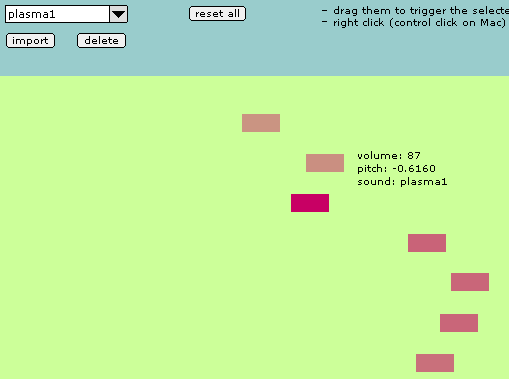 plasma1
reset all
import
delete
– drag them to trigger the
– right click (control click on Mac)
volume: 87
pitch: -0.6160
sound: plasma1